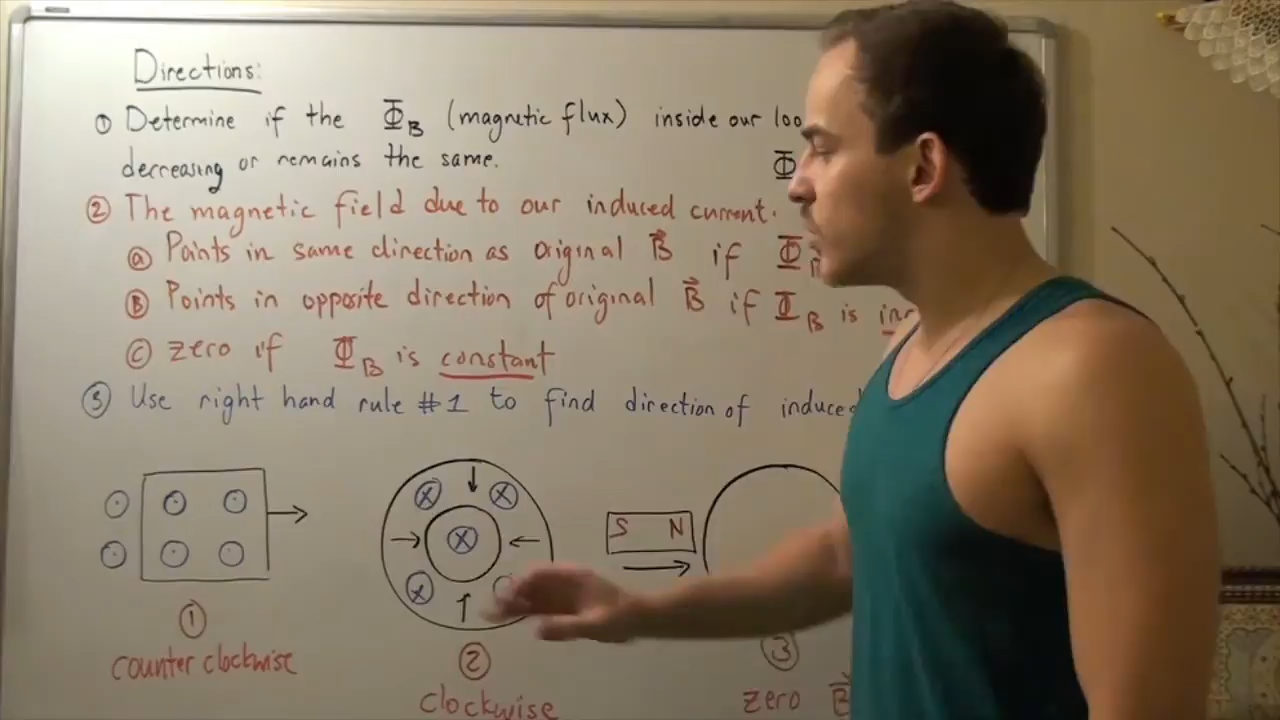 Directions:
① Determine if the Φ_B (magnetic flux) inside our loo
decreasing or remains the same. Φ
② The magnetic field due to our induced current.
ⓐ Points in same direction as original B⃗ if Φ_B
Ⓑ Points in opposite direction of original B⃗ if Φ_B is inc
Ⓒ zero if Φ_B is constant
③ Use right hand rule #1 to find direction of induced
S N
① ② ③
counter clockwise
clockwise
zero B⃗